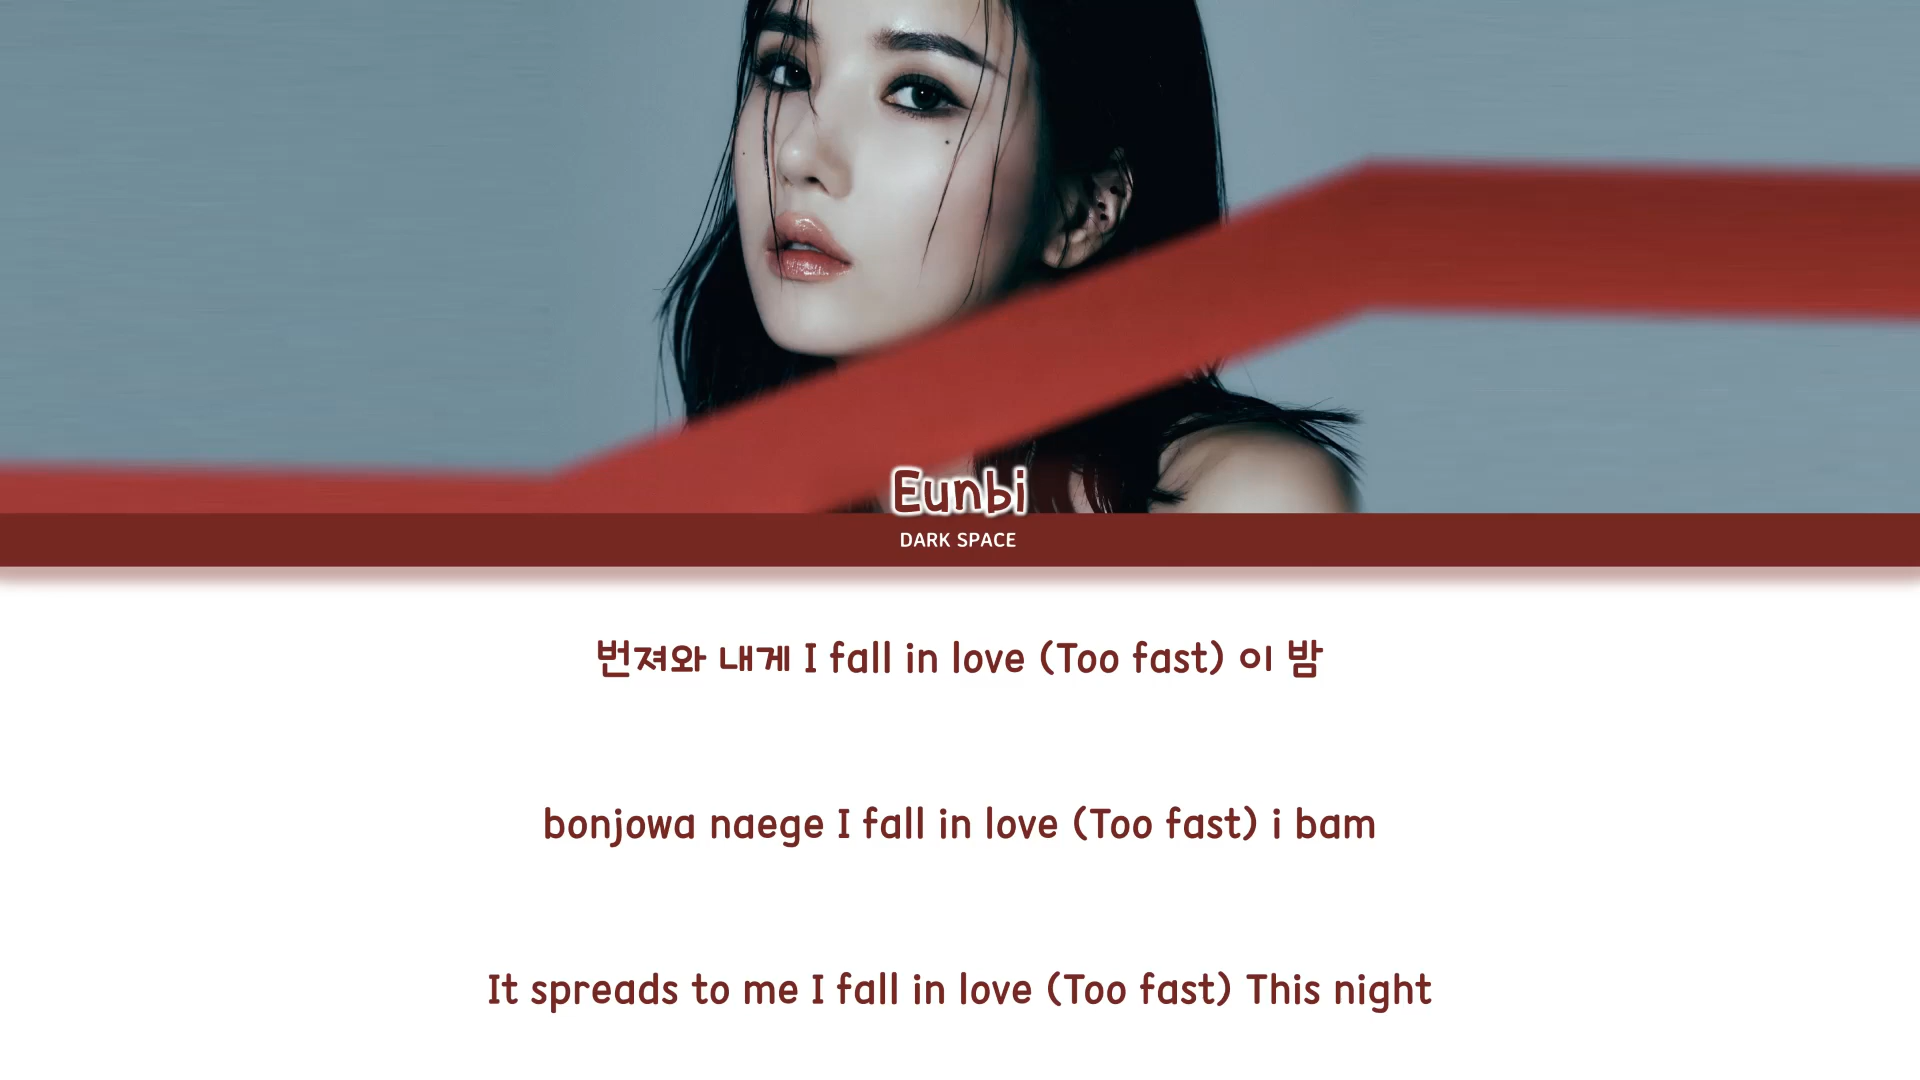 Eunbi
DARK SPACE
번져와 내게 I fall in love (Too fast) 이 밤
bonjowa naege I fall in love (Too fast) i bam
It spreads to me I fall in love (Too fast) This night